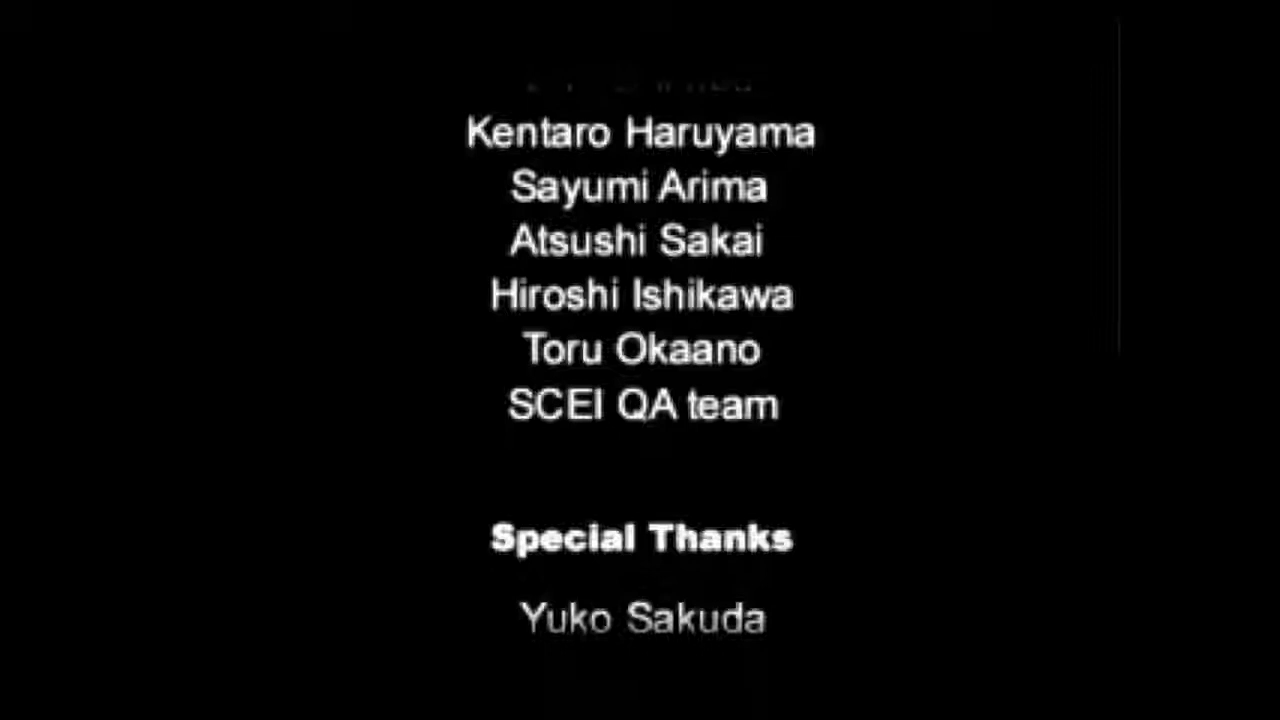 Kentaro Haruyama
Sayumi Arima
Atsushi Sakai
Hiroshi Ishikawa
Toru Okaano
SCEI QA team
Special Thanks
Yuko Sakuda